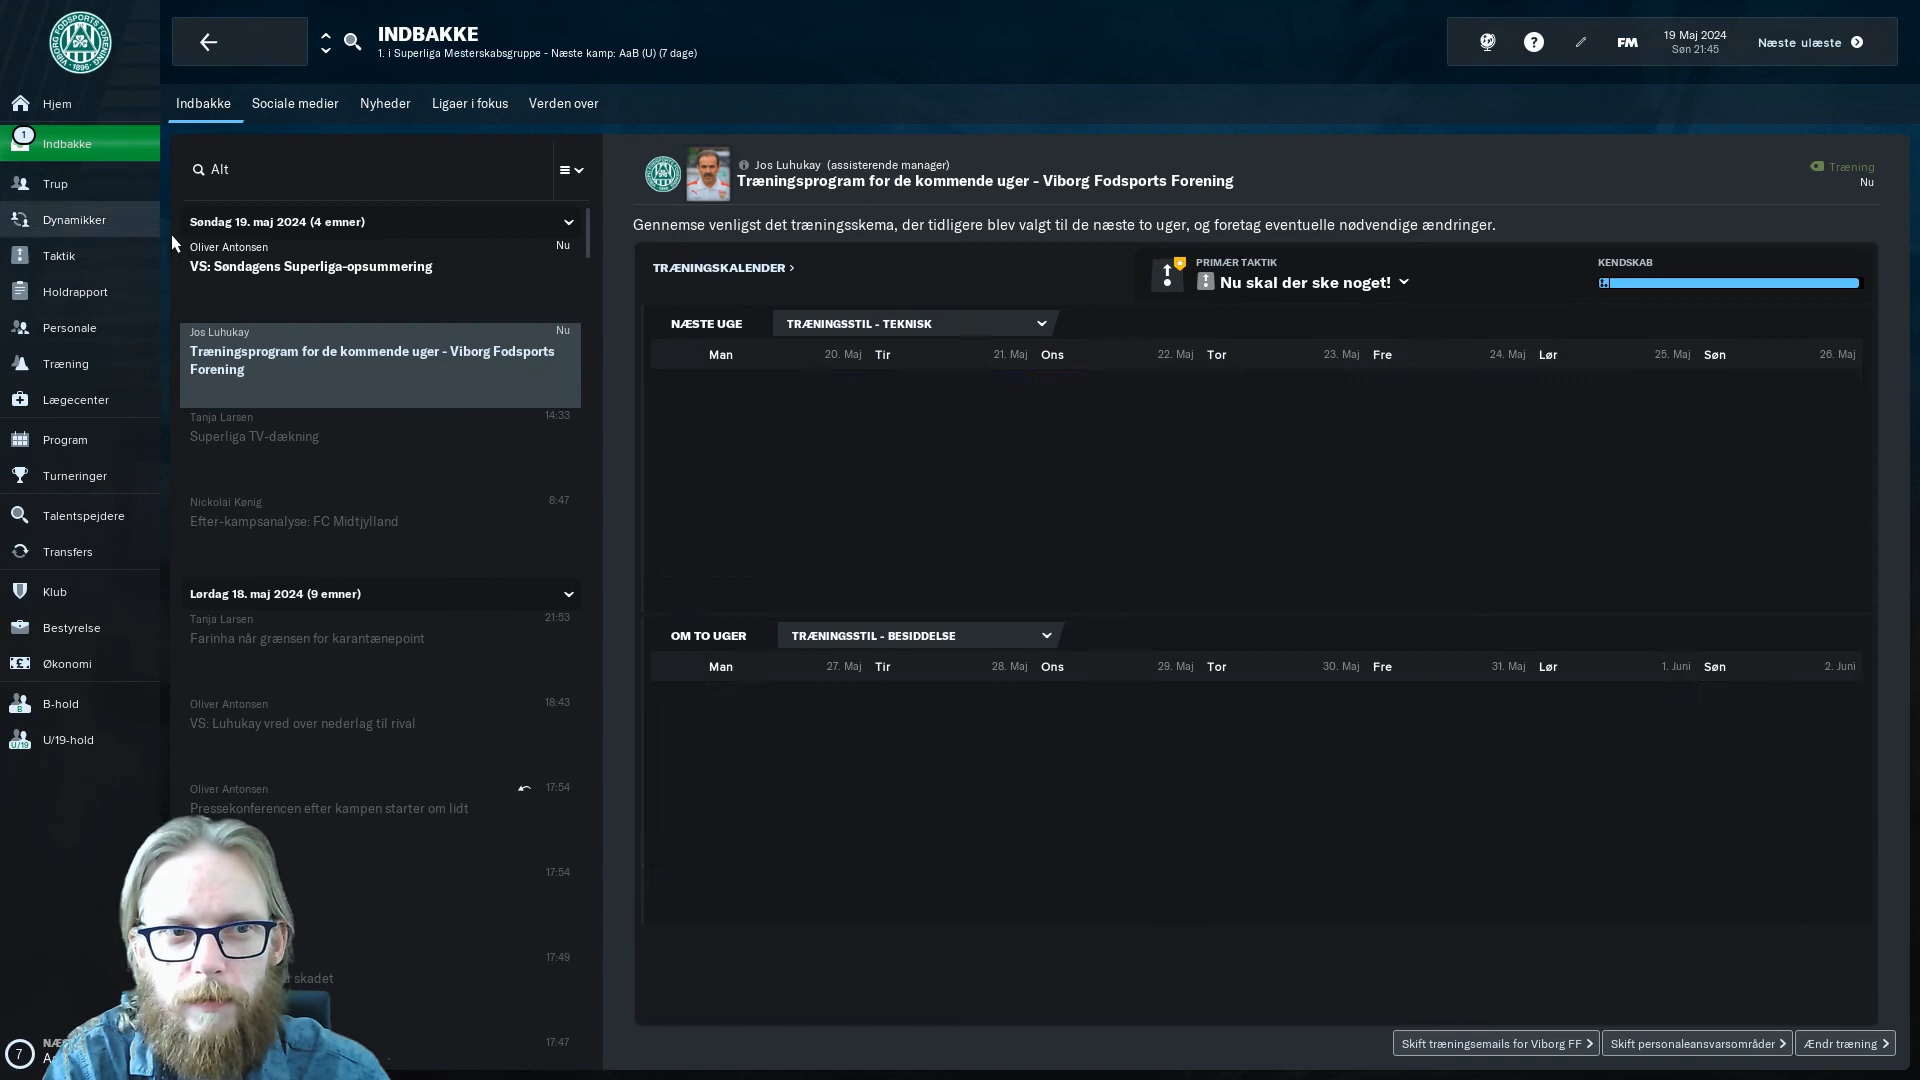 INDBAKKE
1. i Superliga Mesterskabsgruppe - Næste kamp: AaB (U) (7 dage)
FM
19 Maj 2024
Søn 21:45
Næste ulæste
Hjem
1
Indbakke
Trup
Dynamikker
Taktik
Holdrapport
Personale
Træning
Lægecenter
Program
Turneringer
Talentspejdere
Transfers
Klub
Bestyrelse
Økonomi
B-hold
U/19-hold
7
Indbakke Sociale medier Nyheder Ligaer i fokus Verden over
Alt
Søndag 19. maj 2024 (4 emner)
Oliver Antonsen Nu
VS: Søndagens Superliga-opsummering
Jos Luhukay Nu
Træningsprogram for de kommende uger - Viborg Fodsports
Forening
Tanja Larsen 14:33
Superliga TV-dækning
Nickolai Kønig 8:47
Efter-kampsanalyse: FC Midtjylland
Lørdag 18. maj 2024 (9 emner)
Tanja Larsen 21:53
Farinha når grænsen for karantænepoint
Oliver Antonsen 18:43
VS: Luhukay vred over nederlag til rival
Oliver Antonsen 17:54
Pressekonferencen efter kampen starter om lidt
17:54
17:49
skadet
17:47
Jos Luhukay (assisterende manager)
Træningsprogram for de kommende uger - Viborg Fodsports Forening
Træning
Nu
Gennemse venligst det træningsskema, der tidligere blev valgt til de næste to uger, og foretag eventuelle nødvendige ændringer.
TRÆNINGSKALENDER
PRIMÆR TAKTIK
Nu skal der ske noget!
KENDSKAB
NÆSTE UGE TRÆNINGSSTIL - TEKNISK
Man 20. Maj Tir 21. Maj Ons 22. Maj Tor 23. Maj Fre 24. Maj Lør 25. Maj Søn 26. Maj
OM TO UGER TRÆNINGSSTIL - BESIDDELSE
Man 27. Maj Tir 28. Maj Ons 29. Maj Tor 30. Maj Fre 31. Maj Lør 1. Juni Søn 2. Juni
Skift træningsemails for Viborg FF Skift personaleansvarsområder Ændr træning